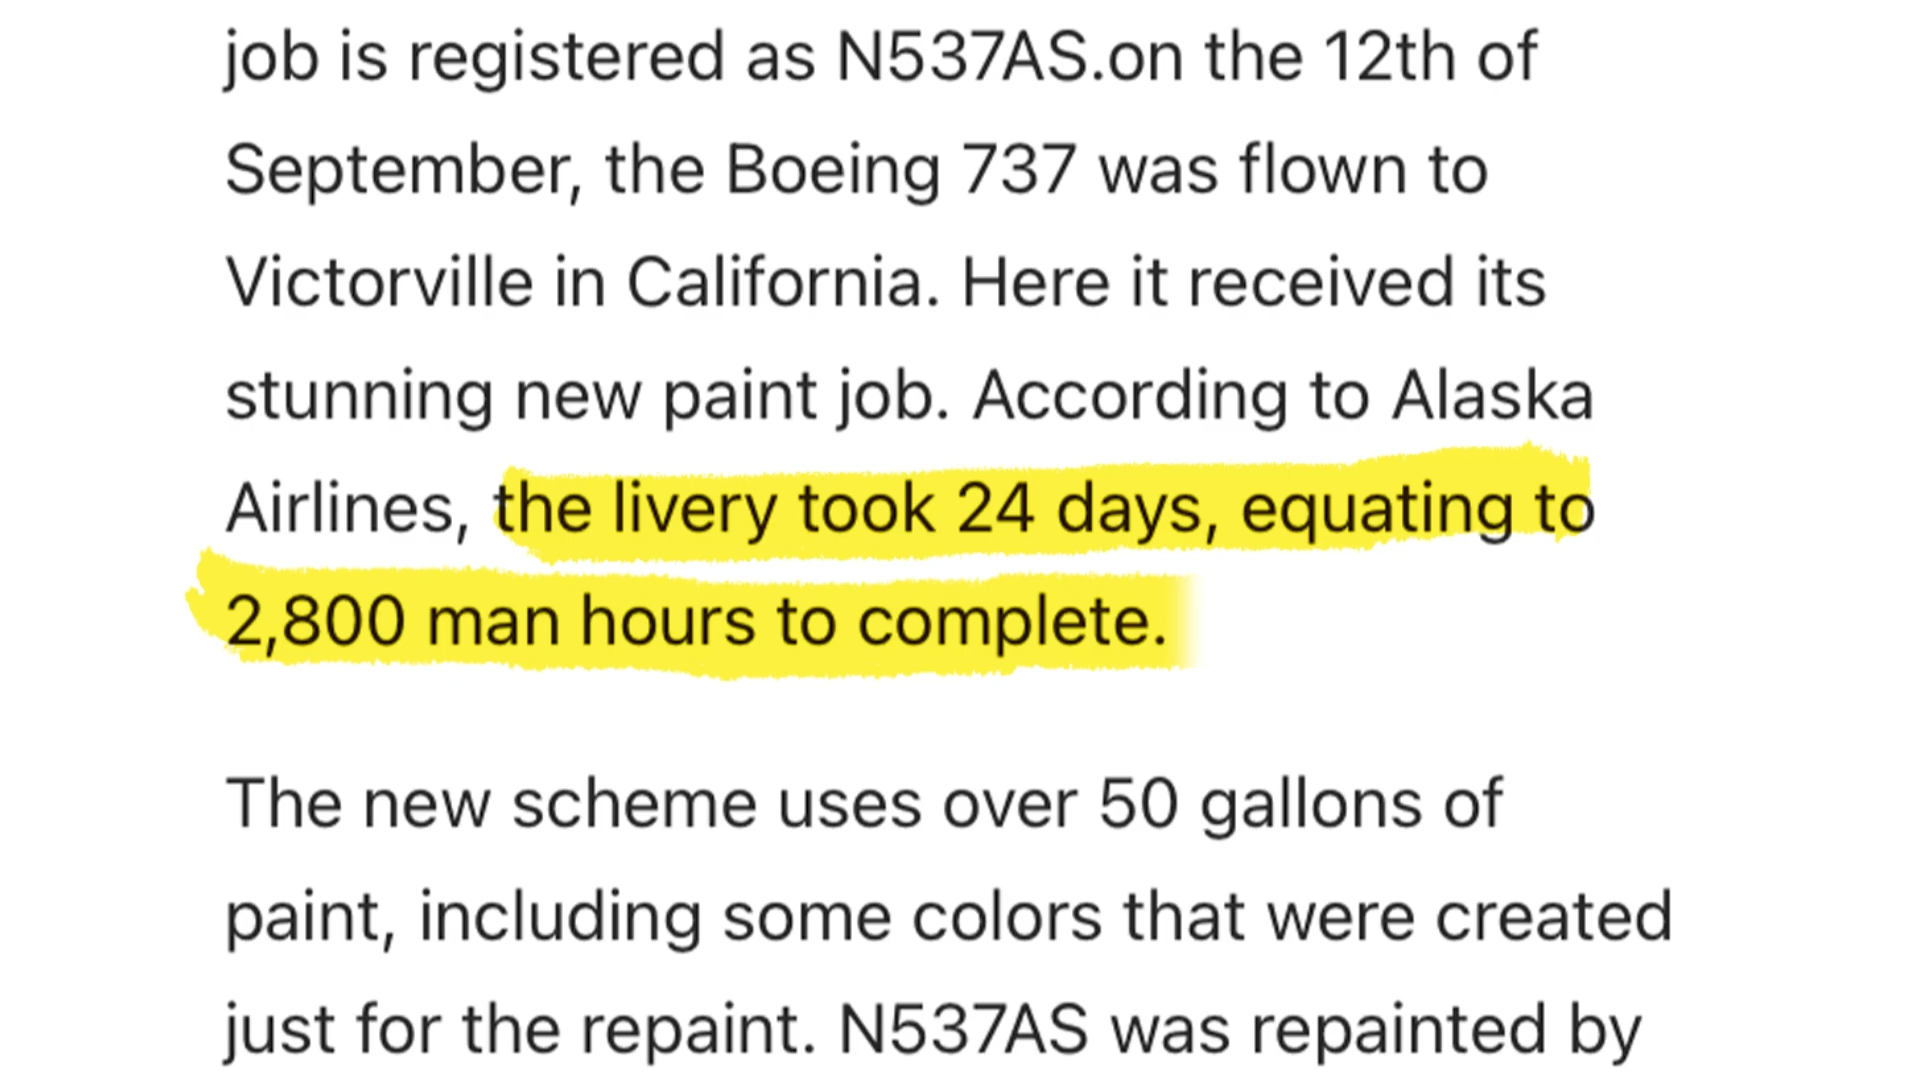 job is registered as N537AS.on the 12th of
September, the Boeing 737 was flown to
Victorville in California. Here it received its
stunning new paint job. According to Alaska
Airlines, the livery took 24 days, equating to
2,800 man hours to complete.
The new scheme uses over 50 gallons of
paint, including some colors that were created
just for the repaint. N537AS was repainted by